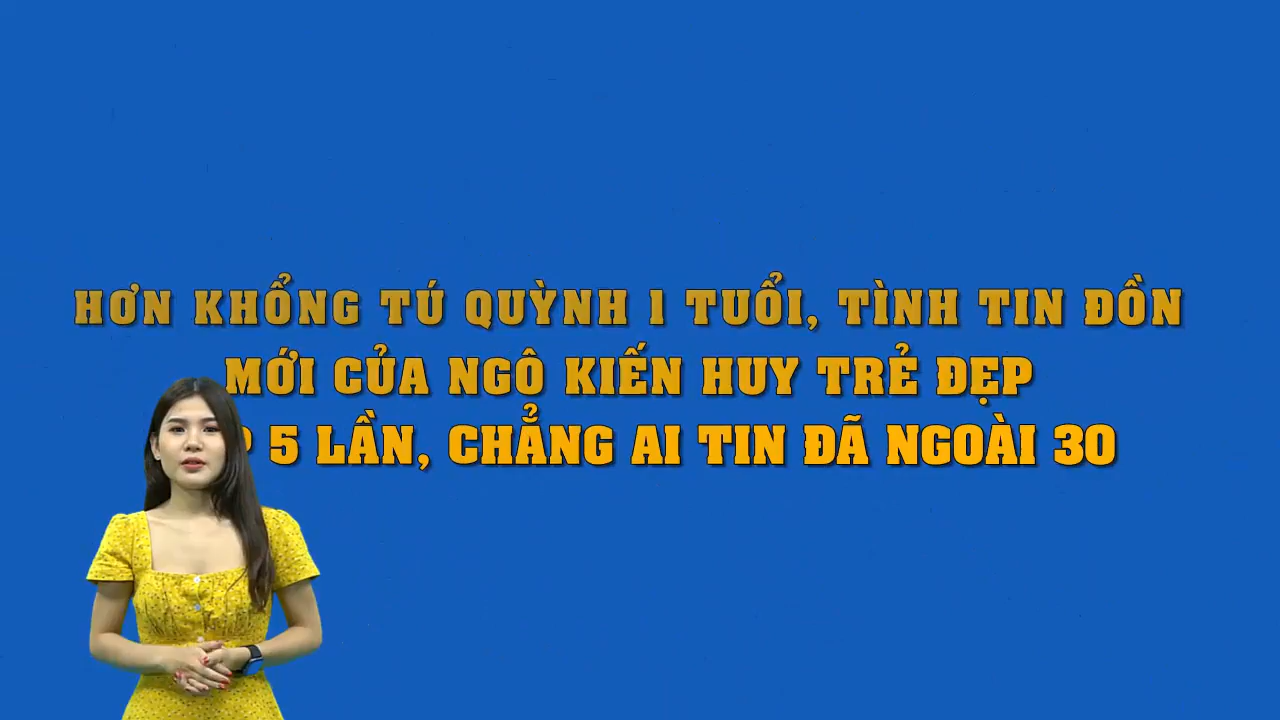 HƠN KHỔNG TÚ QUỲNH 1 TUỔI, TÌNH TIN ĐỒN
MỚI CỦA NGÔ KIẾN HUY TRẺ ĐẸP
5 LẦN, CHẲNG AI TIN ĐÃ NGOÀI 30